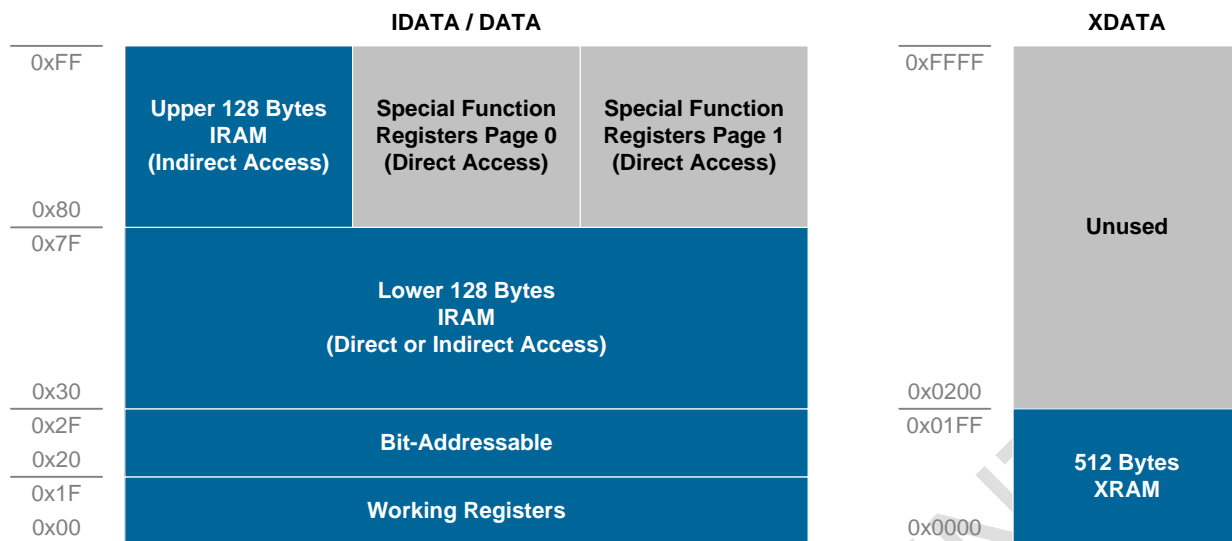 IDATA / DATA
0xFF
Upper 128 Bytes
IRAM
(Indirect Access)
Special Function
Registers Page 0
(Direct Access)
Special Function
Registers Page 1
(Direct Access)
0x80
0x7F
Lower 128 Bytes
IRAM
(Direct or Indirect Access)
0x30
0x2F
Bit-Addressable
0x20
0x1F
Working Registers
0x00
XDATA
0xFFFF
Unused
0x0200
0x01FF
512 Bytes
XRAM
0x0000